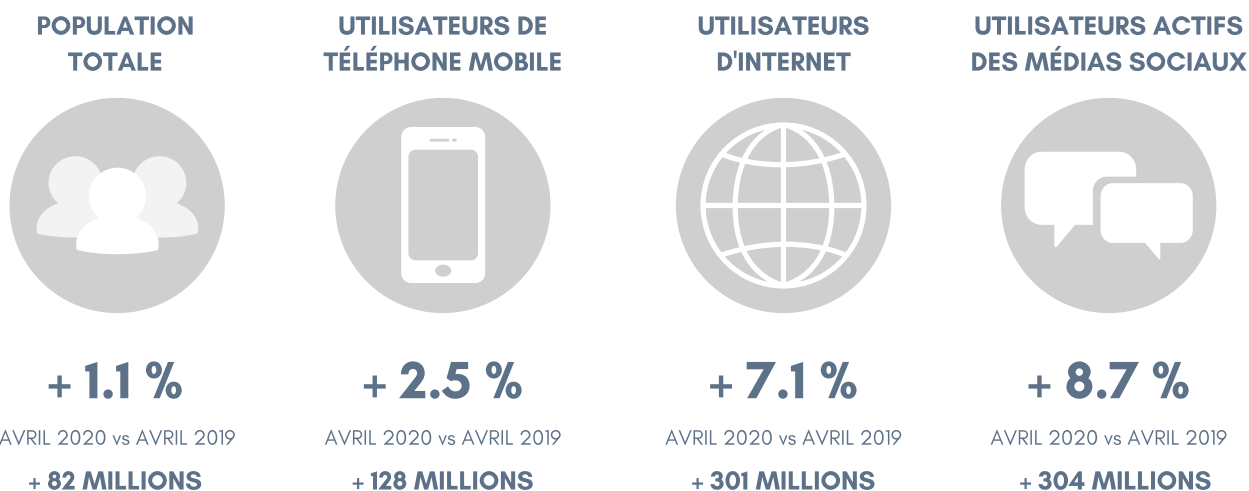 POPULATION
TOTALE
+ 1.1 %
AVRIL 2020 vs AVRIL 2019
+ 82 MILLIONS
UTILISATEURS DE
TÉLÉPHONE MOBILE
+ 2.5 %
AVRIL 2020 vs AVRIL 2019
+ 128 MILLIONS
UTILISATEURS
D'INTERNET
+ 7.1 %
AVRIL 2020 vs AVRIL 2019
+ 301 MILLIONS
UTILISATEURS ACTIFS
DES MÉDIAS SOCIAUX
+ 8.7 %
AVRIL 2020 vs AVRIL 2019
+ 304 MILLIONS